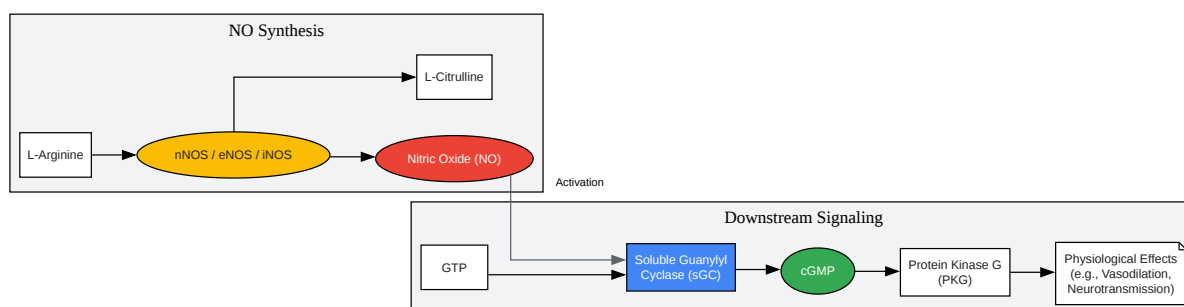 NO Synthesis
L-Citrulline
L-Arginine
nNOS / eNOS / iNOS
Nitric Oxide (NO)
Activation
Downstream Signaling
GTP
Soluble Guanylyl
Cyclase (sGC)
cGMP
Protein Kinase G
(PKG)
Physiological Effects
(e.g., Vasodilation,
Neurotransmission)